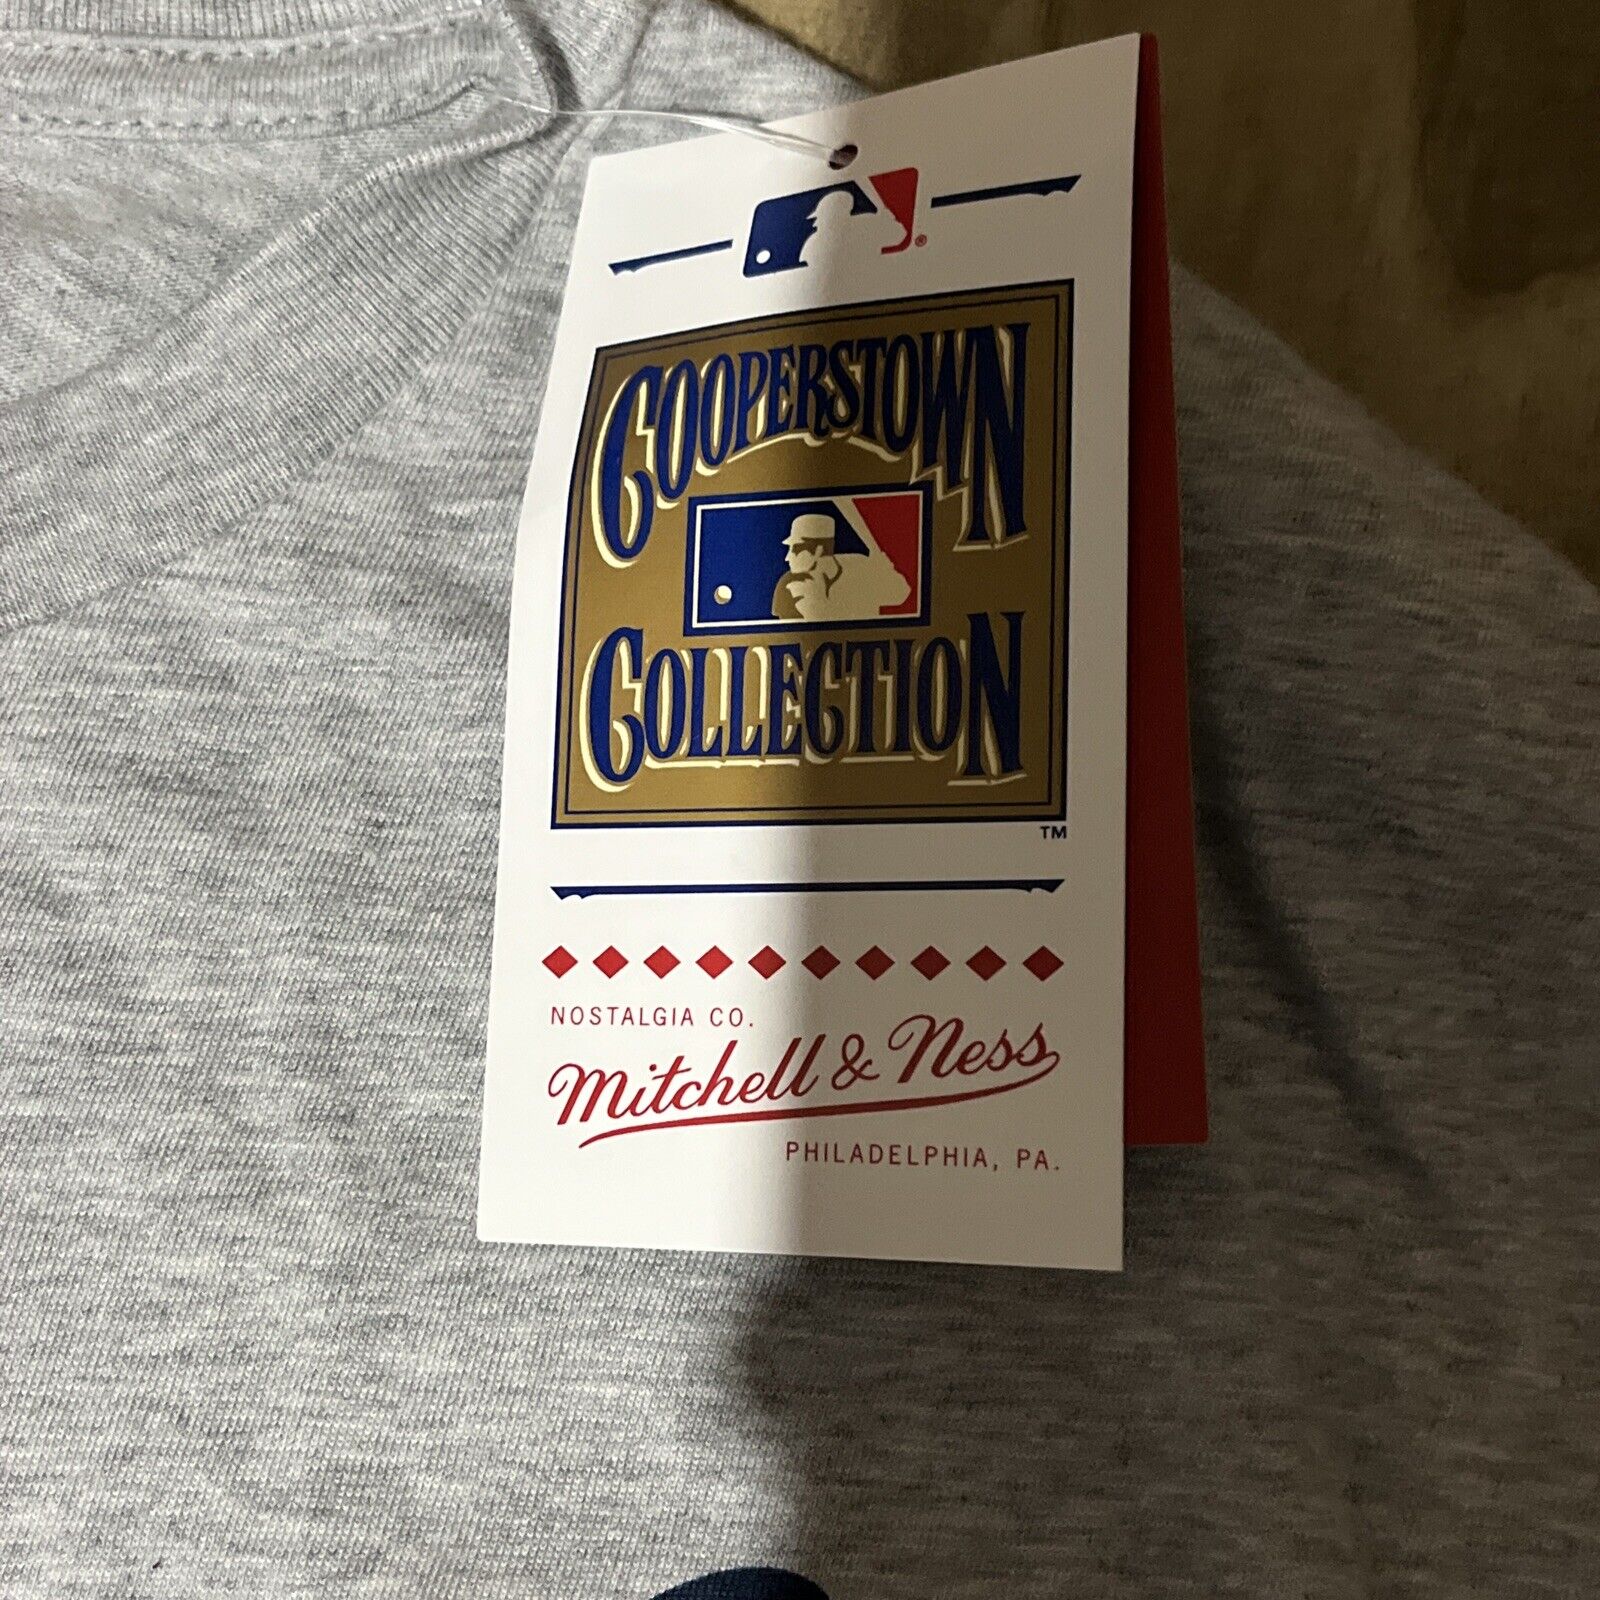 ®
COOPERSTOWN
COLLECTION
TM
NOSTALGIA CO.
Mitchell & Ness
PHILADELPHIA, PA.